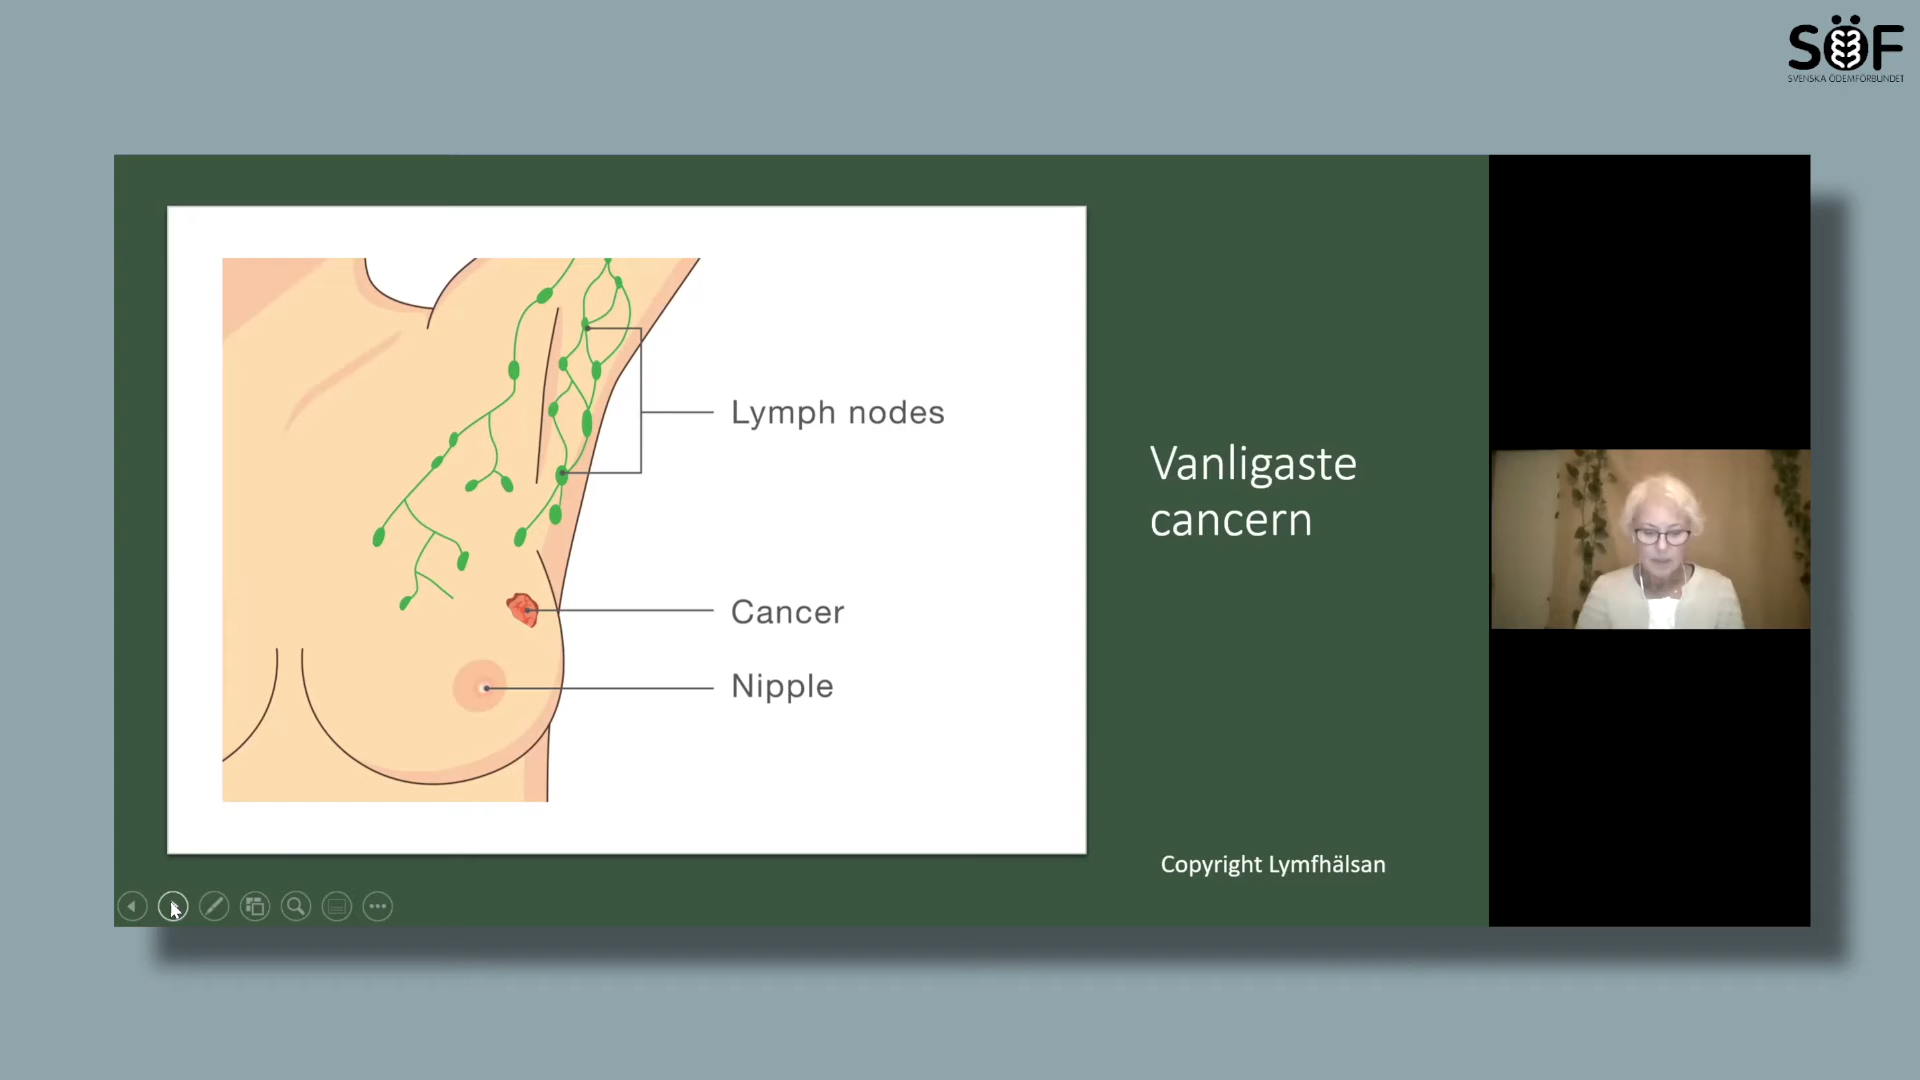 SÖF
SVENSKA ÖDEMFÖRBUNDET
Lymph nodes
Cancer
Nipple
Vanligaste
cancern
Copyright Lymfhälsan